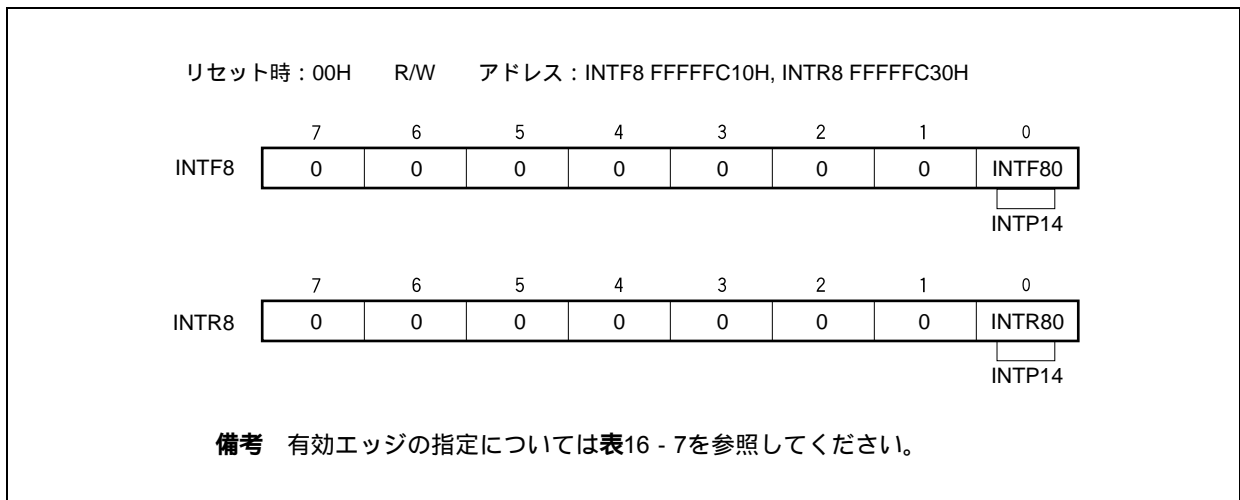 リセット時：00H R/W アドレス：INTF8 FFFFFC10H, INTR8 FFFFFC30H
7 6 5 4 3 2 1 0
INTF8 0 0 0 0 0 0 0 INTF80
INTP14
7 6 5 4 3 2 1 0
INTR8 0 0 0 0 0 0 0 INTR80
INTP14
備考 有効エッジの指定については表16 - 7を参照してください。